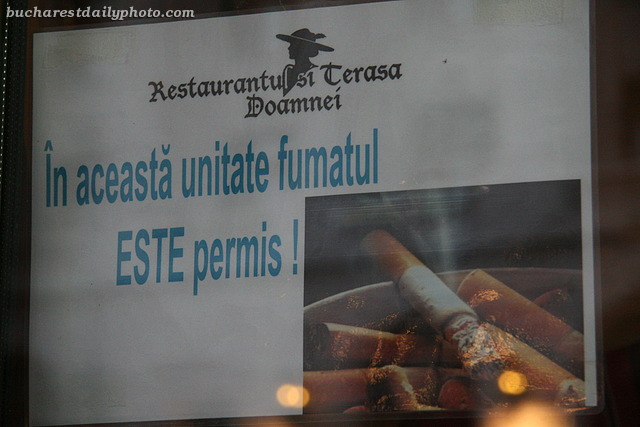 bucharestdailyphoto.com
Restaurantul si Terasa
Doamnei
În această unitate fumatul
ESTE permis !